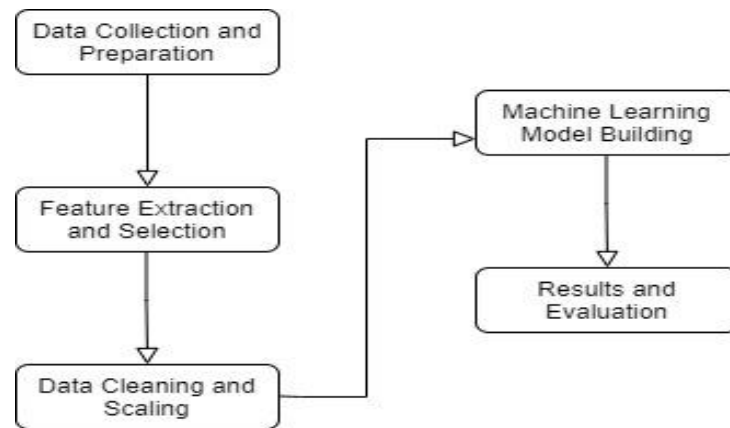 Data Collection and
Preparation
Feature Extraction
and Selection
Data Cleaning and
Scaling
Machine Learning
Model Building
Results and
Evaluation